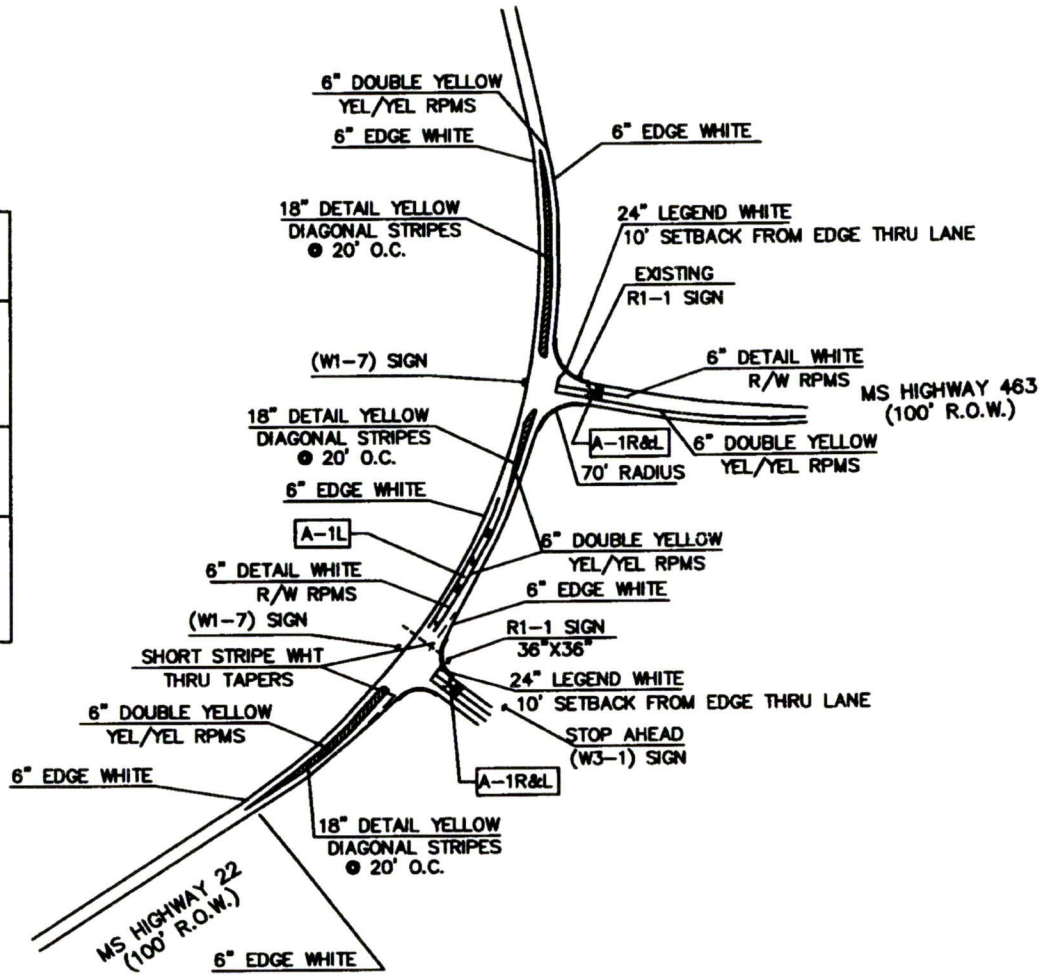 6" DOUBLE YELLOW
YEL/YEL RPMS
6" EDGE WHITE
6" EDGE WHITE
18" DETAIL YELLOW
DIAGONAL STRIPES
@ 20' O.C.
24" LEGEND WHITE
10' SETBACK FROM EDGE THRU LANE
EXISTING
R1-1 SIGN
(W1-7) SIGN
6" DETAIL WHITE
R/W RPMS
MS HIGHWAY 463
(100' R.O.W.)
18" DETAIL YELLOW
DIAGONAL STRIPES
@ 20' O.C.
A-1R&L
6" DOUBLE YELLOW
YEL/YEL RPMS
70' RADIUS
6" EDGE WHITE
A-1L
6" DOUBLE YELLOW
YEL/YEL RPMS
6" DETAIL WHITE
R/W RPMS
6" EDGE WHITE
(W1-7) SIGN
R1-1 SIGN
36"X36"
SHORT STRIPE WHT
THRU TAPERS
24" LEGEND WHITE
10' SETBACK FROM EDGE THRU LANE
6" DOUBLE YELLOW
YEL/YEL RPMS
STOP AHEAD
(W3-1) SIGN
6" EDGE WHITE
A-1R&L
18" DETAIL YELLOW
DIAGONAL STRIPES
@ 20' O.C.
MS HIGHWAY 22
(100' R.O.W.)
6" EDGE WHITE